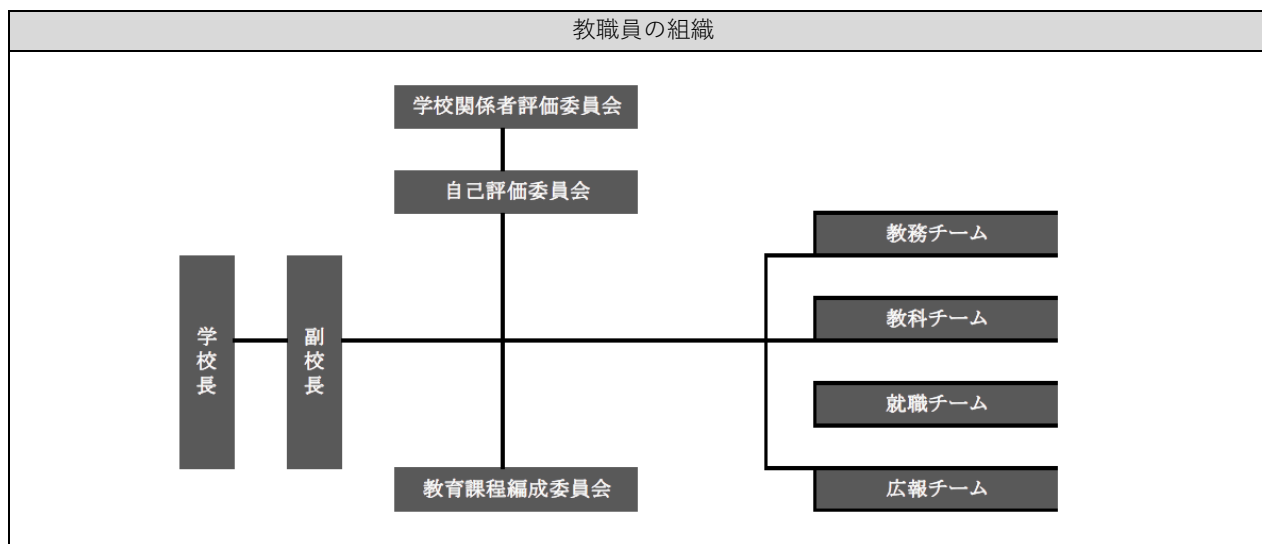 教職員の組織
学校関係者評価委員会
自己評価委員会
学校長
副校長
教務チーム
教科チーム
就職チーム
広報チーム
教育課程編成委員会